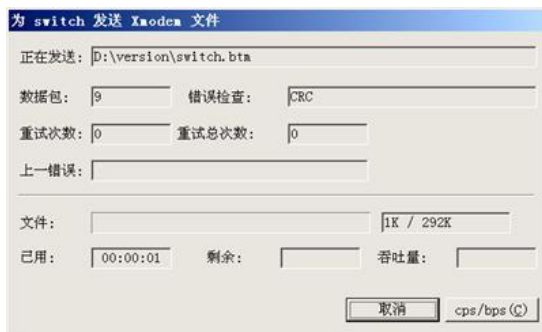 为 switch 发送 Xmodem 文件
正在发送: D:\version\switch.btm
数据包: 9 错误检查: CRC
重试次数: 0 重试总次数: 0
上一错误:
文件: 1K / 292K
已用: 00:00:01 剩余: 吞吐量:
取消 cps/bps(C)